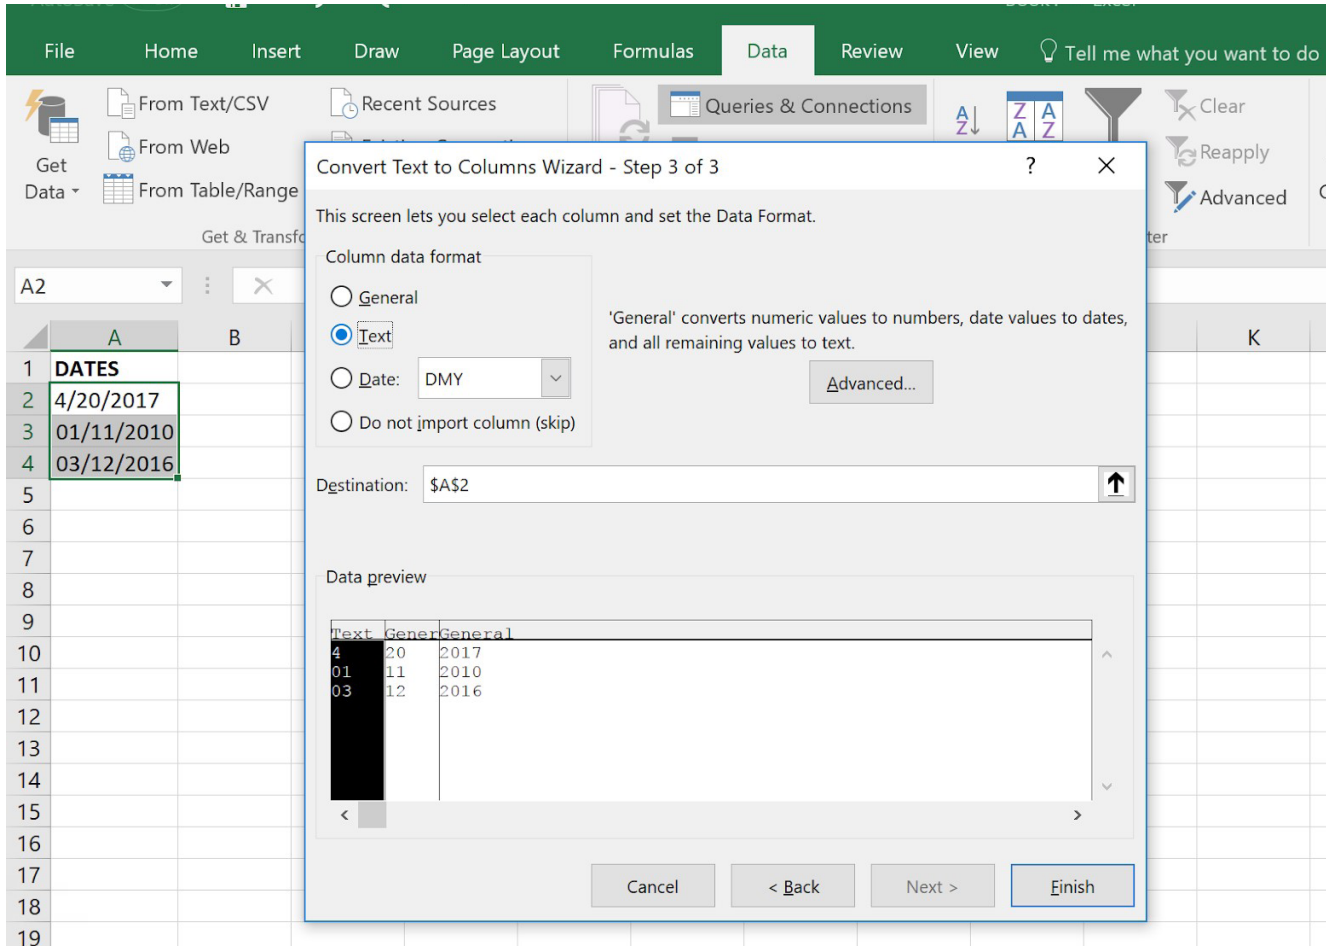 File Home Insert Draw Page Layout Formulas Data Review View Tell me what you want to do
From Text/CSV Recent Sources Queries & Connections Clear
From Web
Get Data
From Table/Range
Reapply
Advanced
A2
Convert Text to Columns Wizard - Step 3 of 3 ?
This screen lets you select each column and set the Data Format.
Column data format
General
Text
Date: DMY
Do not import column (skip)
'General' converts numeric values to numbers, date values to dates,
and all remaining values to text.
Advanced...
Destination: $A$2
Data preview
Text General
4 20 2017
01 11 2010
03 12 2016
Cancel < Back Next > Finish
A B K
1 DATES
2 4/20/2017
3 01/11/2010
4 03/12/2016
5
6
7
8
9
10
11
12
13
14
15
16
17
18
19